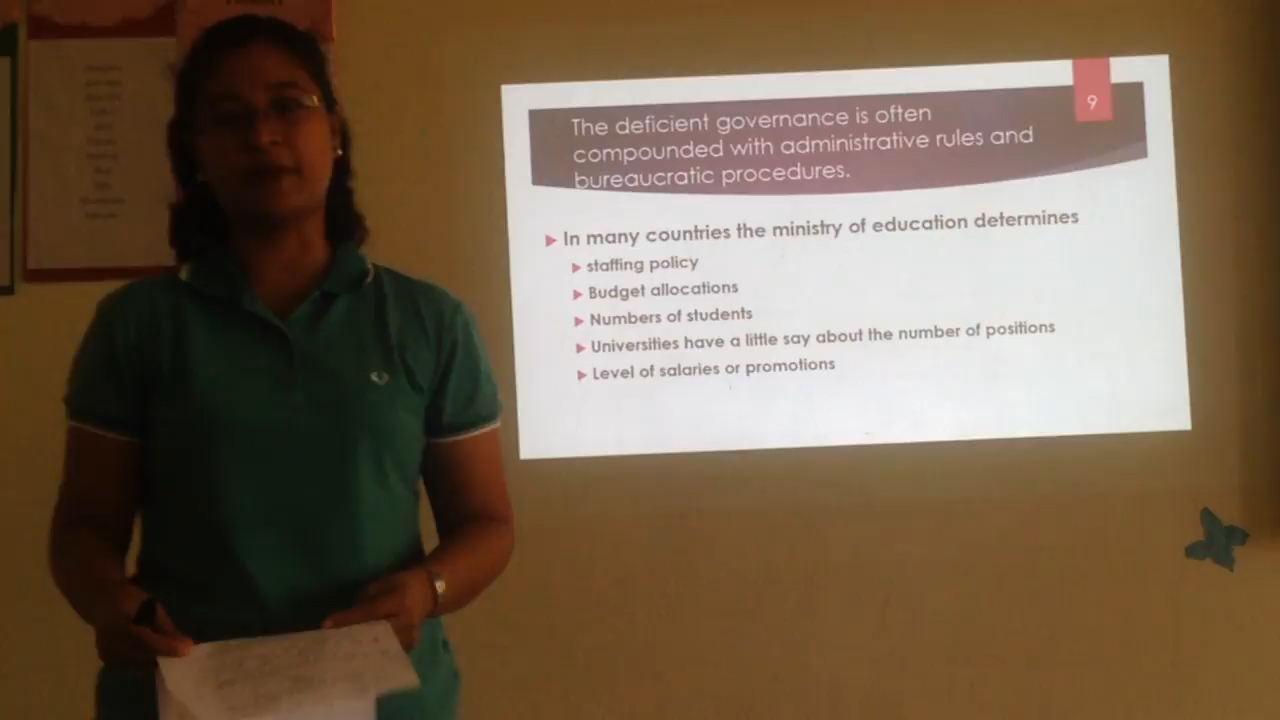 9
The deficient governance is often
compounded with administrative rules and
bureaucratic procedures.
In many countries the ministry of education determines
staffing policy
Budget allocations
Numbers of students
Universities have a little say about the number of positions
Level of salaries or promotions